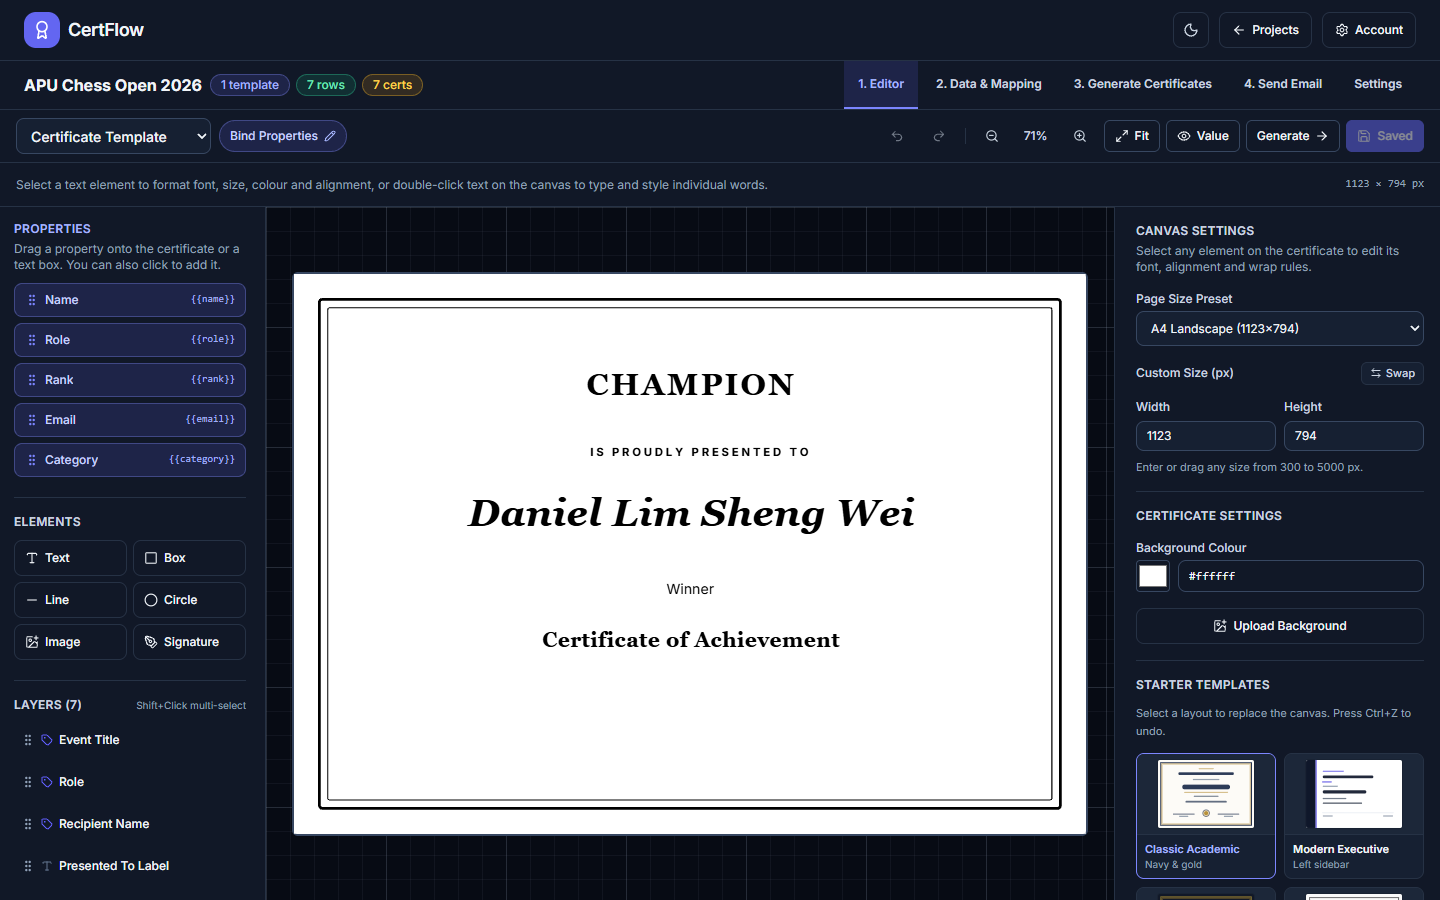 CertFlow
Projects
Account
APU Chess Open 2026
1 template
7 rows
7 certs
1. Editor
2. Data & Mapping
3. Generate Certificates
4. Send Email
Settings
Certificate Template
Bind Properties
71%
Fit
Value
Generate
Saved
Select a text element to format font, size, colour and alignment, or double-click text on the canvas to type and style individual words.
1123 × 794 px
PROPERTIES
Drag a property onto the certificate or a
text box. You can also click to add it.
Name {{name}}
Role {{role}}
Rank {{rank}}
Email {{email}}
Category {{category}}
ELEMENTS
Text
Box
Line
Circle
Image
Signature
LAYERS (7)
Shift+Click multi-select
Event Title
Role
Recipient Name
Presented To Label
CHAMPION
IS PROUDLY PRESENTED TO
Daniel Lim Sheng Wei
Winner
Certificate of Achievement
CANVAS SETTINGS
Select any element on the certificate to edit its
font, alignment and wrap rules.
Page Size Preset
A4 Landscape (1123×794)
Custom Size (px)
Swap
Width
Height
1123
794
Enter or drag any size from 300 to 5000 px.
CERTIFICATE SETTINGS
Background Colour
#ffffff
Upload Background
STARTER TEMPLATES
Select a layout to replace the canvas. Press Ctrl+Z to
undo.
Classic Academic
Navy & gold
Modern Executive
Left sidebar